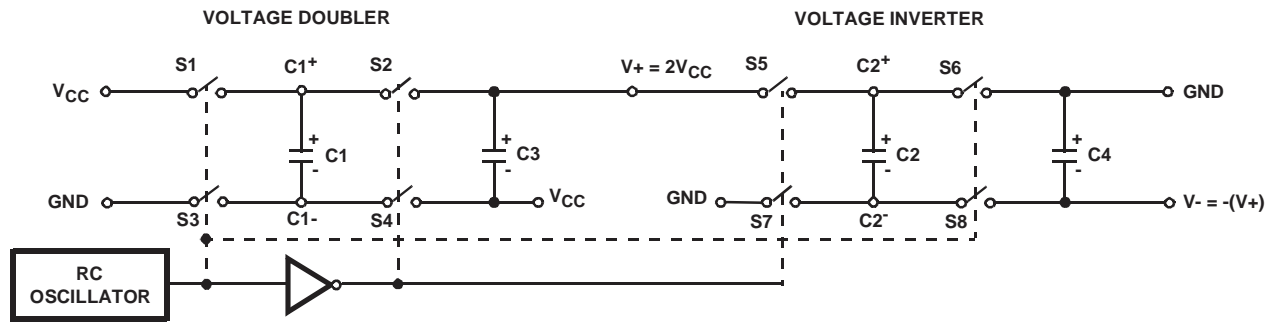 VOLTAGE DOUBLER
VOLTAGE INVERTER
S1 C1+ S2 V+ = 2VCC S5 C2+ S6
VCC GND
+ C1 - + C3 - + C2 - + C4 -
GND S3 C1- S4 VCC GND S7 C2- S8 V- = -(V+)
RC
OSCILLATOR